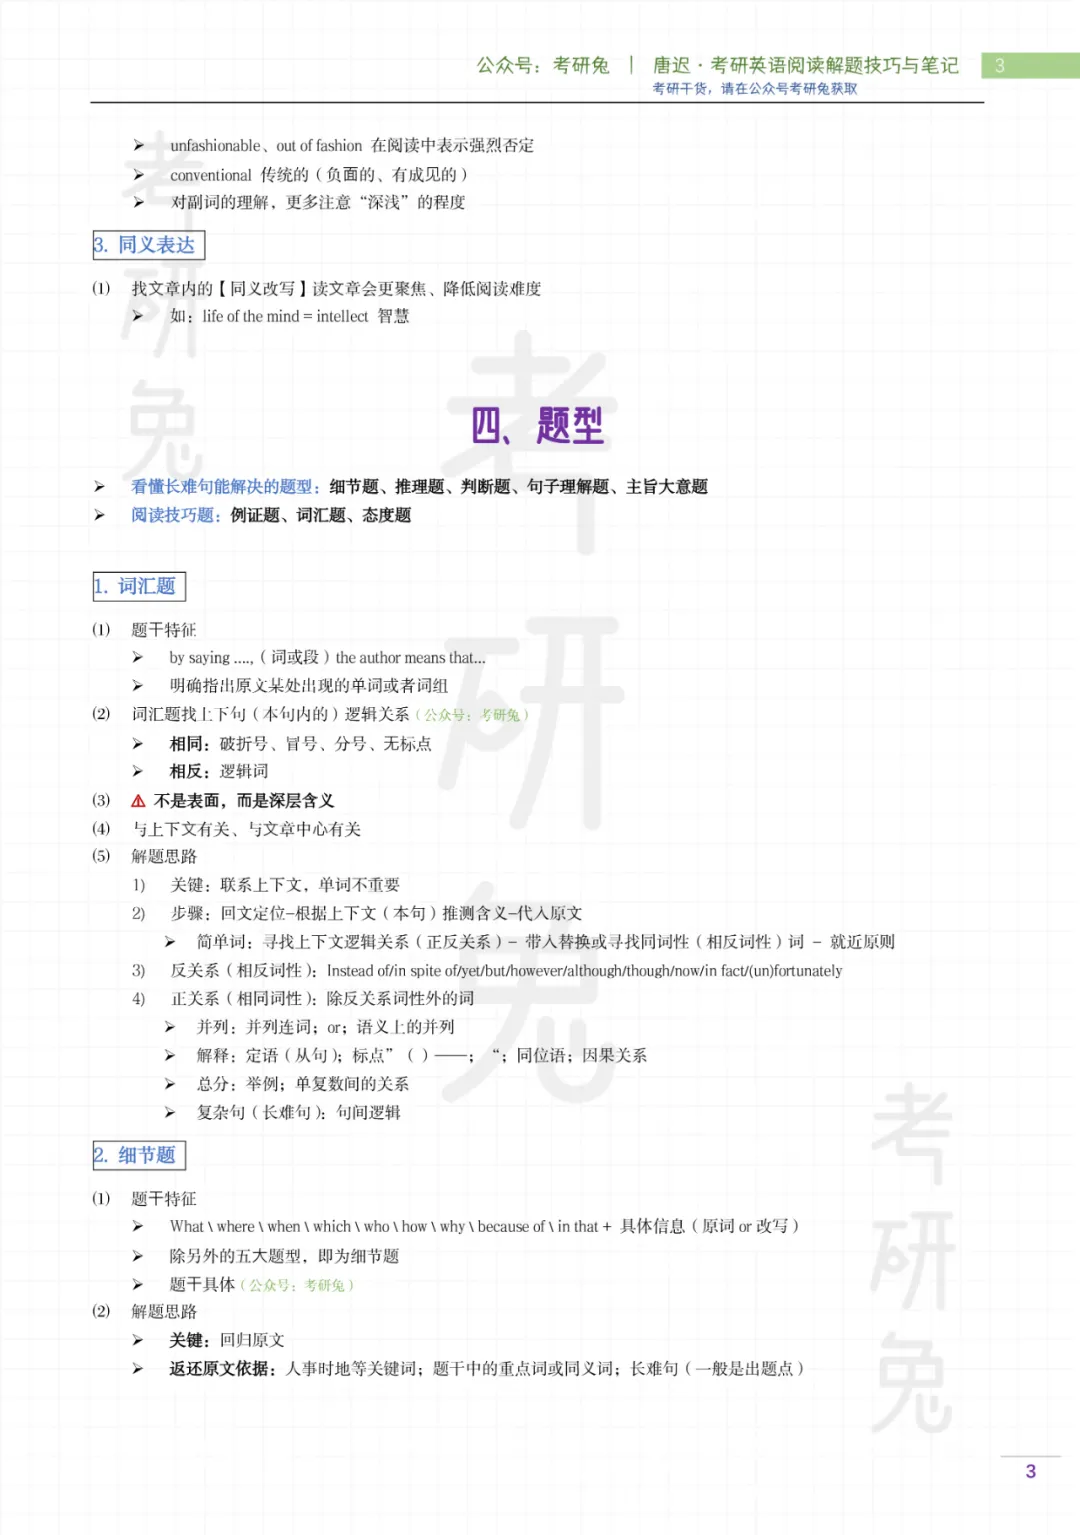 公众号：考研兔 | 唐迟·考研英语阅读解题技巧与笔记 3
考研干货，请在公众号考研兔获取
➢ unfashionable、out of fashion 在阅读中表示强烈否定
➢ conventional 传统的（负面的、有成见的）
➢ 对副词的理解，更多注意“深浅”的程度
3. 同义表达
(1) 找文章内的【同义改写】读文章会更聚焦、降低阅读难度
➢ 如：life of the mind = intellect 智慧
四、题型
➢ 看懂长难句能解决的题型：细节题、推理题、判断题、句子理解题、主旨大意题
➢ 阅读技巧题：例证题、词汇题、态度题
1. 词汇题
(1) 题干特征
➢ by saying ....,（词或段）the author means that...
➢ 明确指出原文某处出现的单词或者词组
(2) 词汇题找上下句（本句内的）逻辑关系（公众号：考研兔）
➢ 相同：破折号、冒号、分号、无标点
➢ 相反：逻辑词
(3) ⚠ 不是表面，而是深层含义
(4) 与上下文有关、与文章中心有关
(5) 解题思路
1) 关键：联系上下文，单词不重要
2) 步骤：回文定位–根据上下文（本句）推测含义–代入原文
➢ 简单词：寻找上下文逻辑关系（正反关系）– 带入替换或寻找同词性（相反词性）词 – 就近原则
3) 反关系（相反词性）：Instead of/in spite of/yet/but/however/although/though/now/in fact/(un)fortunately
4) 正关系（相同词性）：除反关系词性外的词
➢ 并列：并列连词；or；语义上的并列
➢ 解释：定语（从句）；标点”（）——；“；同位语；因果关系
➢ 总分：举例；单复数间的关系
➢ 复杂句（长难句）：句间逻辑
2. 细节题
(1) 题干特征
➢ What \ where \ when \ which \ who \ how \ why \ because of \ in that + 具体信息（原词 or 改写）
➢ 除另外的五大题型，即为细节题
➢ 题干具体（公众号：考研兔）
(2) 解题思路
➢ 关键：回归原文
➢ 返还原文依据：人事时地等关键词；题干中的重点词或同义词；长难句（一般是出题点）
考研兔
考研兔
考研兔
3